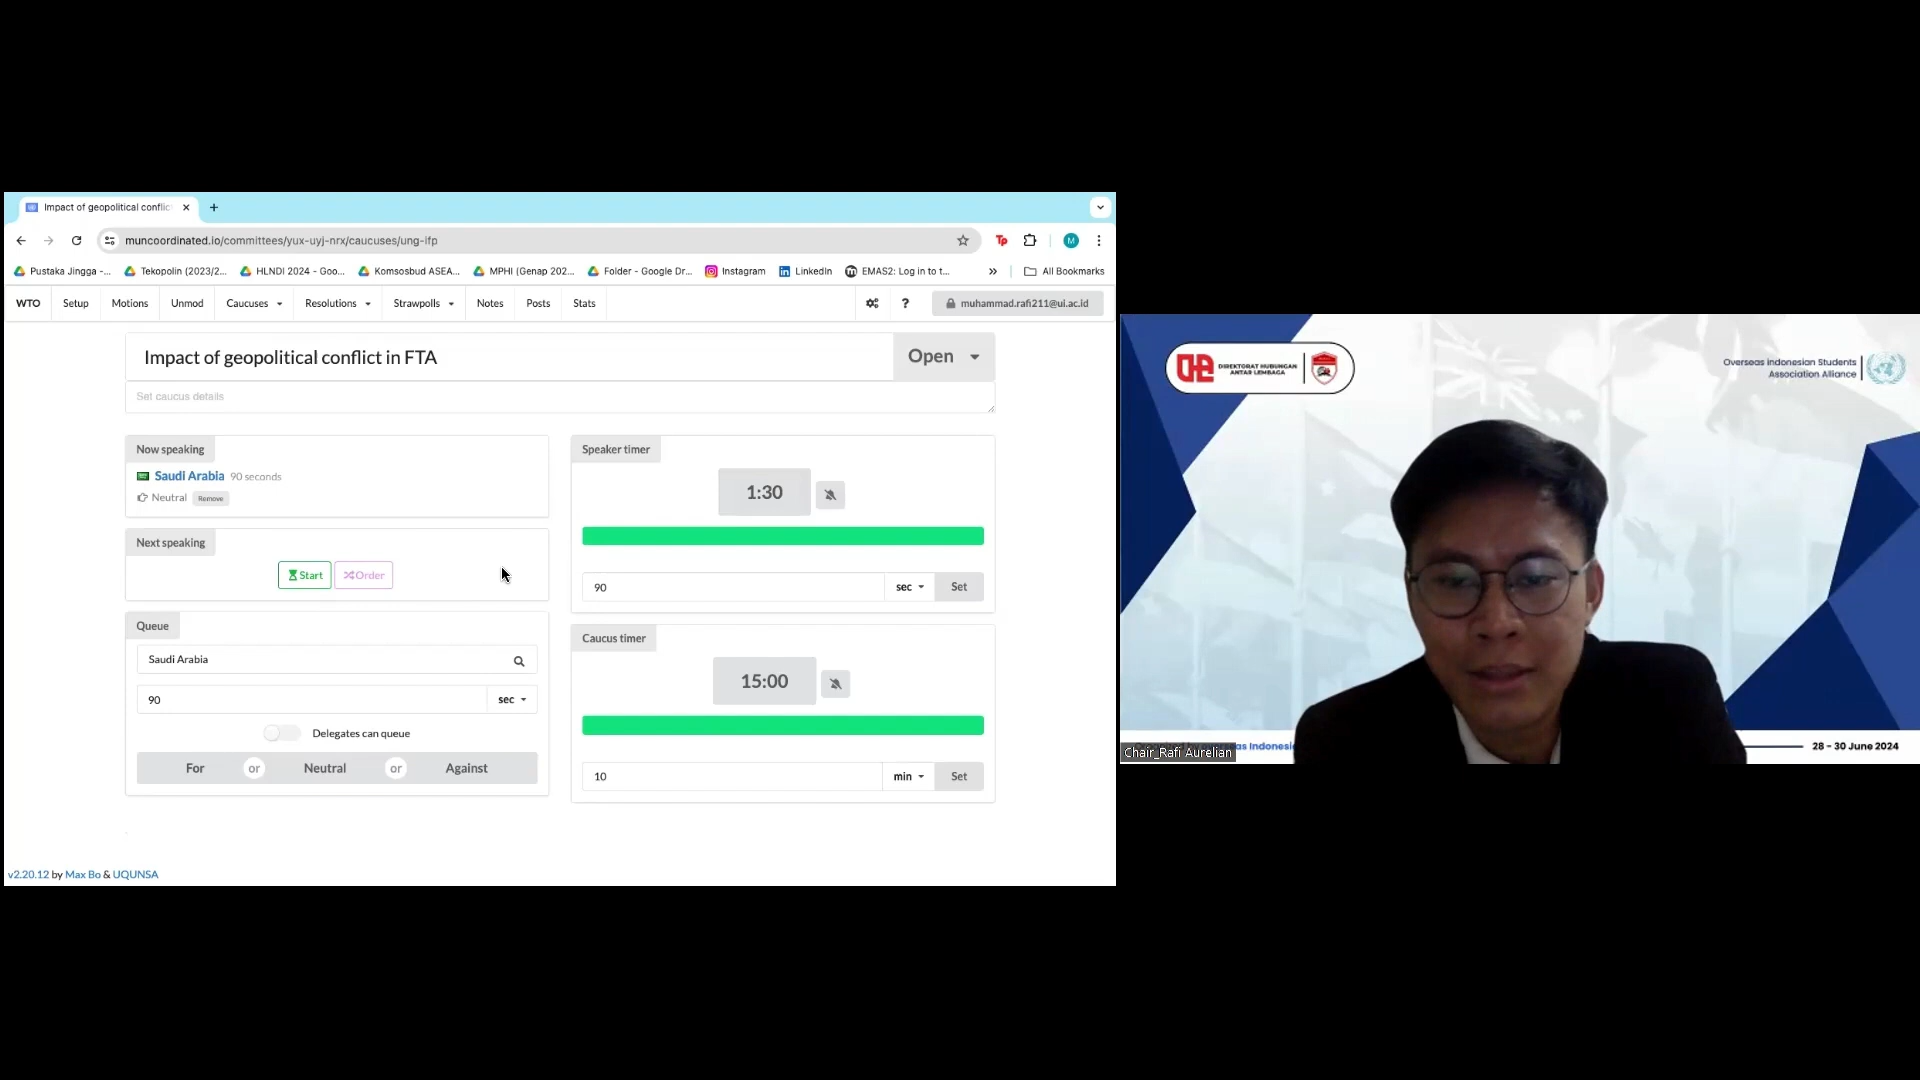 Impact of geopolitical conflic
muncoordinated.io/committees/yux-uyj-nrx/caucuses/ung-ifp
Tp
M
Pustaka Jingga -... Tekopolin (2023/2... HLNDI 2024 - Goo... Komsosbud ASEA... MPHI (Genap 202... Folder - Google Dr... Instagram LinkedIn EMAS2: Log in to t... » All Bookmarks
WTO Setup Motions Unmod Caucuses Resolutions Strawpolls Notes Posts Stats ? muhammad.rafi211@ui.ac.id
Impact of geopolitical conflict in FTA
Open
Set caucus details
Now speaking
Saudi Arabia 90 seconds
Neutral Remove
Next speaking
Start Order
Queue
Saudi Arabia
90 sec
Delegates can queue
For or Neutral or Against
Speaker timer
1:30
90 sec Set
Caucus timer
15:00
10 min Set
v2.20.12 by Max Bo & UQUNSA
DIREKTORAT HUBUNGAN
ANTAR LEMBAGA
Overseas Indonesian Students
Association Alliance
Chair_Rafi Aurelian
28 - 30 June 2024